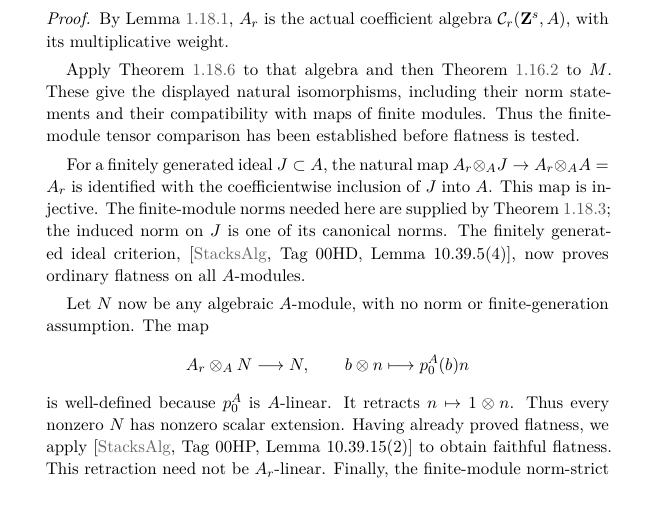 Proof. By Lemma 1.18.1, A_r is the actual coefficient algebra 𝒞_r(𝐙^s, A), with
its multiplicative weight.
Apply Theorem 1.18.6 to that algebra and then Theorem 1.16.2 to M.
These give the displayed natural isomorphisms, including their norm state-
ments and their compatibility with maps of finite modules. Thus the finite-
module tensor comparison has been established before flatness is tested.
For a finitely generated ideal J ⊂ A, the natural map A_r⊗_A J → A_r⊗_A A =
A_r is identified with the coefficientwise inclusion of J into A. This map is in-
jective. The finite-module norms needed here are supplied by Theorem 1.18.3;
the induced norm on J is one of its canonical norms. The finitely generat-
ed ideal criterion, [StacksAlg, Tag 00HD, Lemma 10.39.5(4)], now proves
ordinary flatness on all A-modules.
Let N now be any algebraic A-module, with no norm or finite-generation
assumption. The map
A_r ⊗_A N ⟶ N, b ⊗ n ⟼ p_0^A(b)n
is well-defined because p_0^A is A-linear. It retracts n ↦ 1 ⊗ n. Thus every
nonzero N has nonzero scalar extension. Having already proved flatness, we
apply [StacksAlg, Tag 00HP, Lemma 10.39.15(2)] to obtain faithful flatness.
This retraction need not be A_r-linear. Finally, the finite-module norm-strict